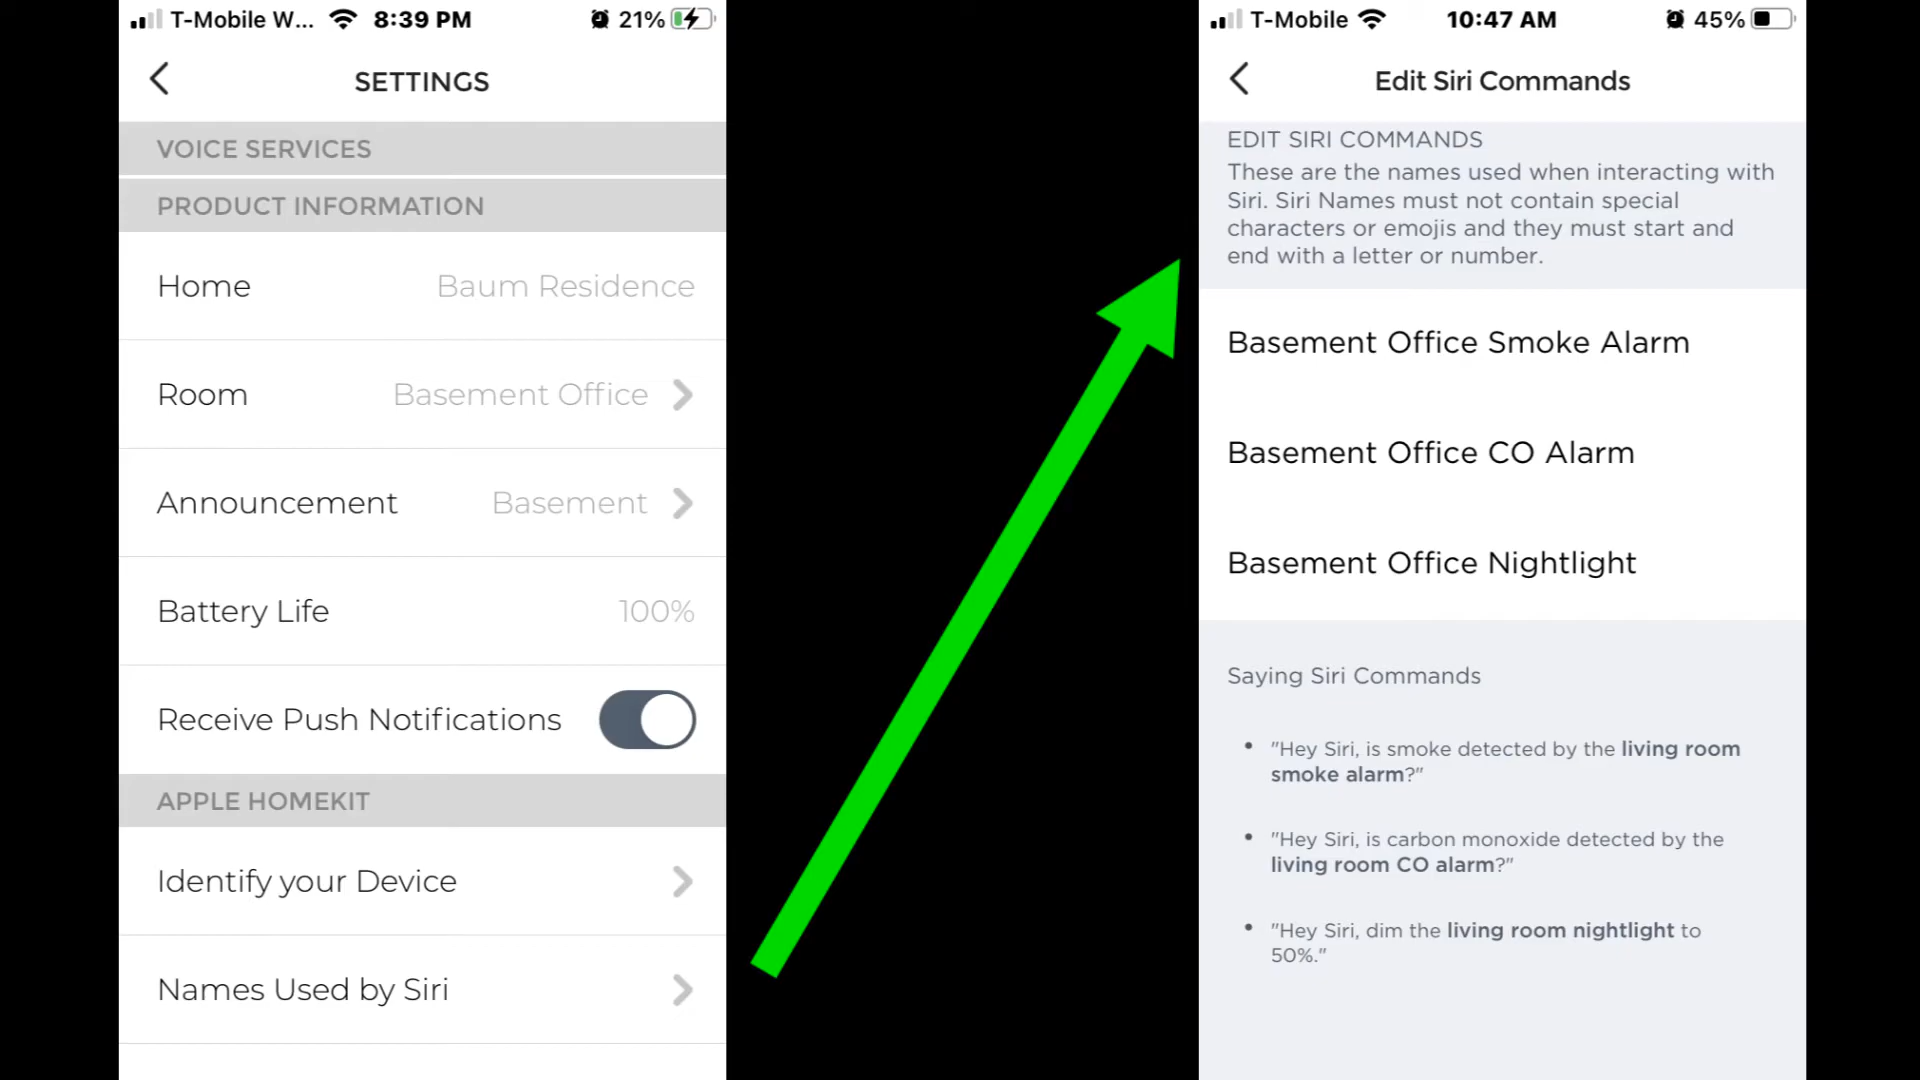 T-Mobile W... 8:39 PM 21%
SETTINGS
VOICE SERVICES
PRODUCT INFORMATION
Home Baum Residence
Room Basement Office
Announcement Basement
Battery Life 100%
Receive Push Notifications
APPLE HOMEKIT
Identify your Device
Names Used by Siri
T-Mobile 10:47 AM 45%
Edit Siri Commands
EDIT SIRI COMMANDS
These are the names used when interacting with
Siri. Siri Names must not contain special
characters or emojis and they must start and
end with a letter or number.
Basement Office Smoke Alarm
Basement Office CO Alarm
Basement Office Nightlight
Saying Siri Commands
• "Hey Siri, is smoke detected by the living room
smoke alarm?"
• "Hey Siri, is carbon monoxide detected by the
living room CO alarm?"
• "Hey Siri, dim the living room nightlight to
50%."